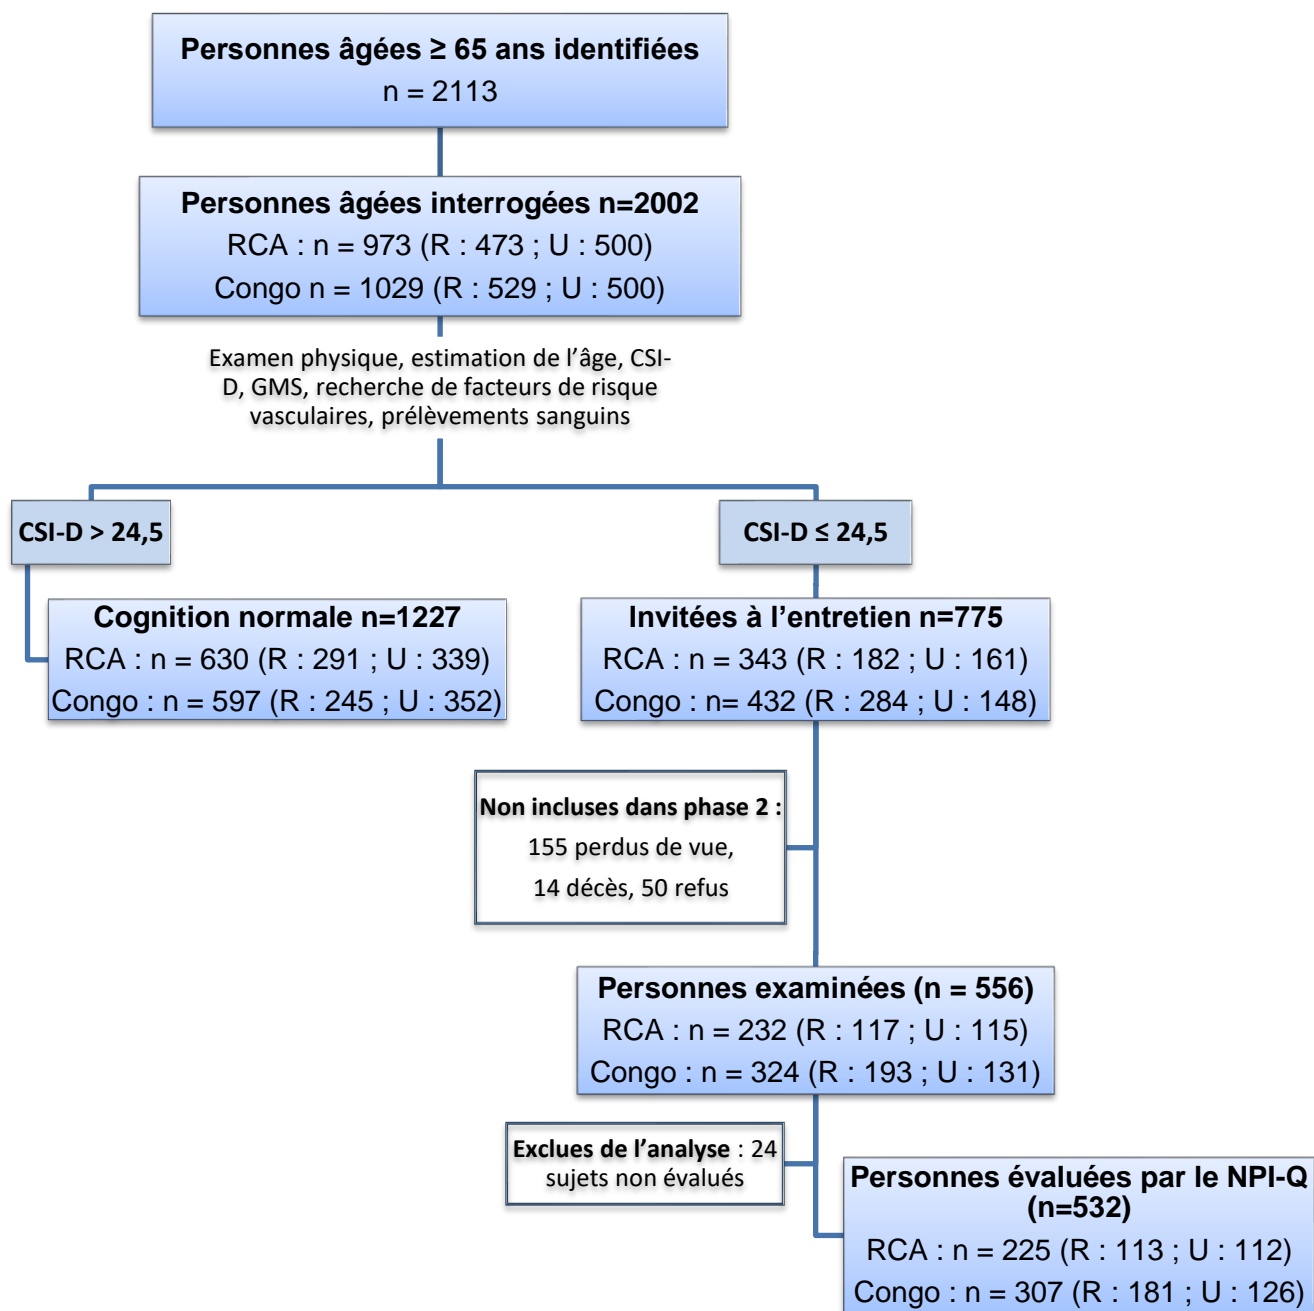 Personnes âgées ≥ 65 ans identifiées
n = 2113
Personnes âgées interrogées n=2002
RCA : n = 973 (R : 473 ; U : 500)
Congo n = 1029 (R : 529 ; U : 500)
Examen physique, estimation de l’âge, CSI-
D, GMS, recherche de facteurs de risque
vasculaires, prélèvements sanguins
CSI-D > 24,5
CSI-D ≤ 24,5
Cognition normale n=1227
RCA : n = 630 (R : 291 ; U : 339)
Congo : n = 597 (R : 245 ; U : 352)
Invitées à l’entretien n=775
RCA : n = 343 (R : 182 ; U : 161)
Congo : n= 432 (R : 284 ; U : 148)
Non incluses dans phase 2 :
155 perdus de vue,
14 décès, 50 refus
Personnes examinées (n = 556)
RCA : n = 232 (R : 117 ; U : 115)
Congo : n = 324 (R : 193 ; U : 131)
Exclues de l’analyse : 24
sujets non évalués
Personnes évaluées par le NPI-Q
(n=532)
RCA : n = 225 (R : 113 ; U : 112)
Congo : n = 307 (R : 181 ; U : 126)